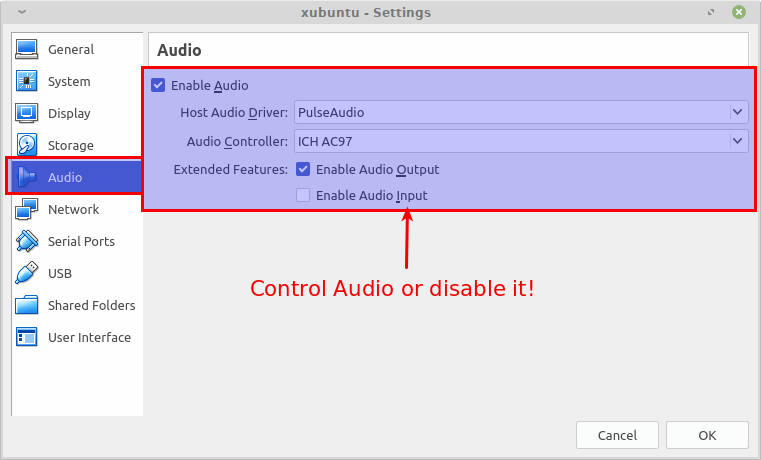 xubuntu - Settings
General
System
Display
Storage
Audio
Network
Serial Ports
USB
Shared Folders
User Interface
Audio
Enable Audio
Host Audio Driver: PulseAudio
Audio Controller: ICH AC97
Extended Features: Enable Audio Output
Enable Audio Input
Control Audio or disable it!
Cancel OK